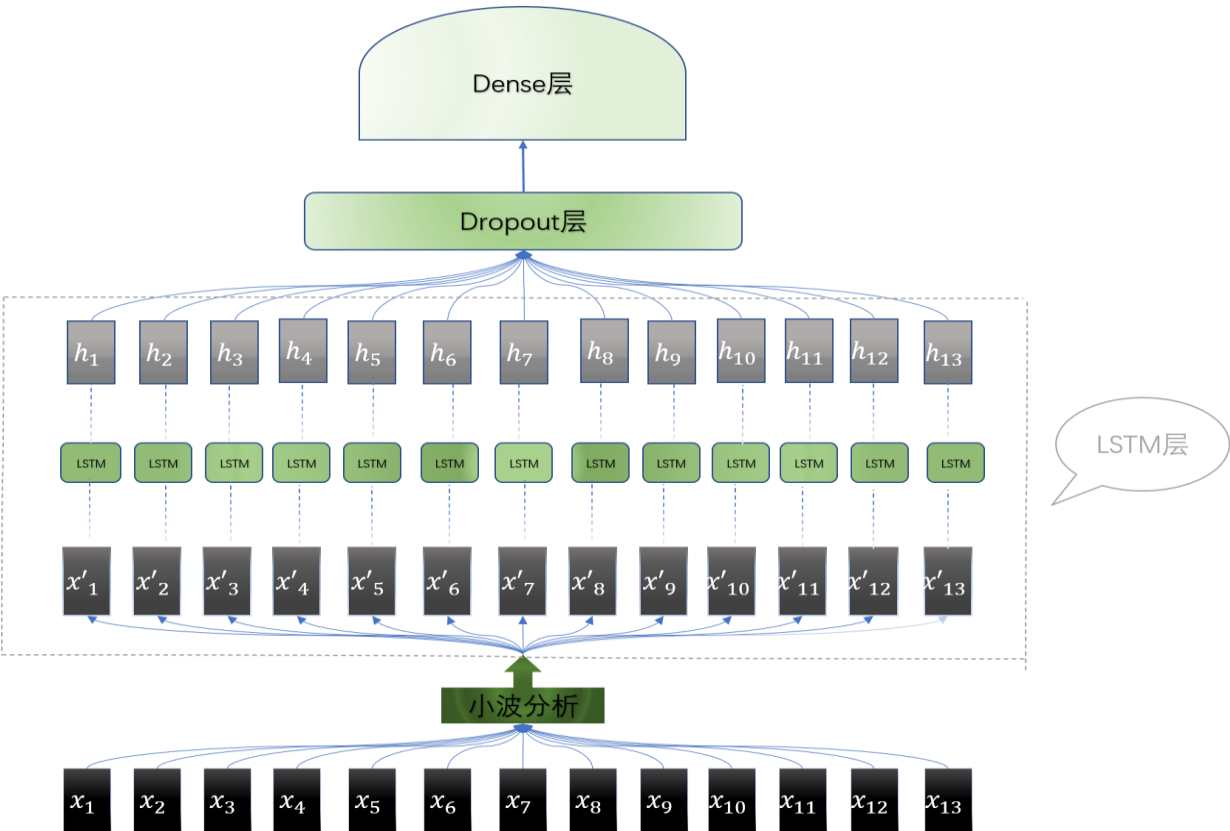 Dense层
Dropout层
h₁ h₂ h₃ h₄ h₅ h₆ h₇ h₈ h₉ h₁₀ h₁₁ h₁₂ h₁₃
LSTM LSTM LSTM LSTM LSTM LSTM LSTM LSTM LSTM LSTM LSTM LSTM LSTM
LSTM层
x′₁ x′₂ x′₃ x′₄ x′₅ x′₆ x′₇ x′₈ x′₉ x′₁₀ x′₁₁ x′₁₂ x′₁₃
小波分析
x₁ x₂ x₃ x₄ x₅ x₆ x₇ x₈ x₉ x₁₀ x₁₁ x₁₂ x₁₃